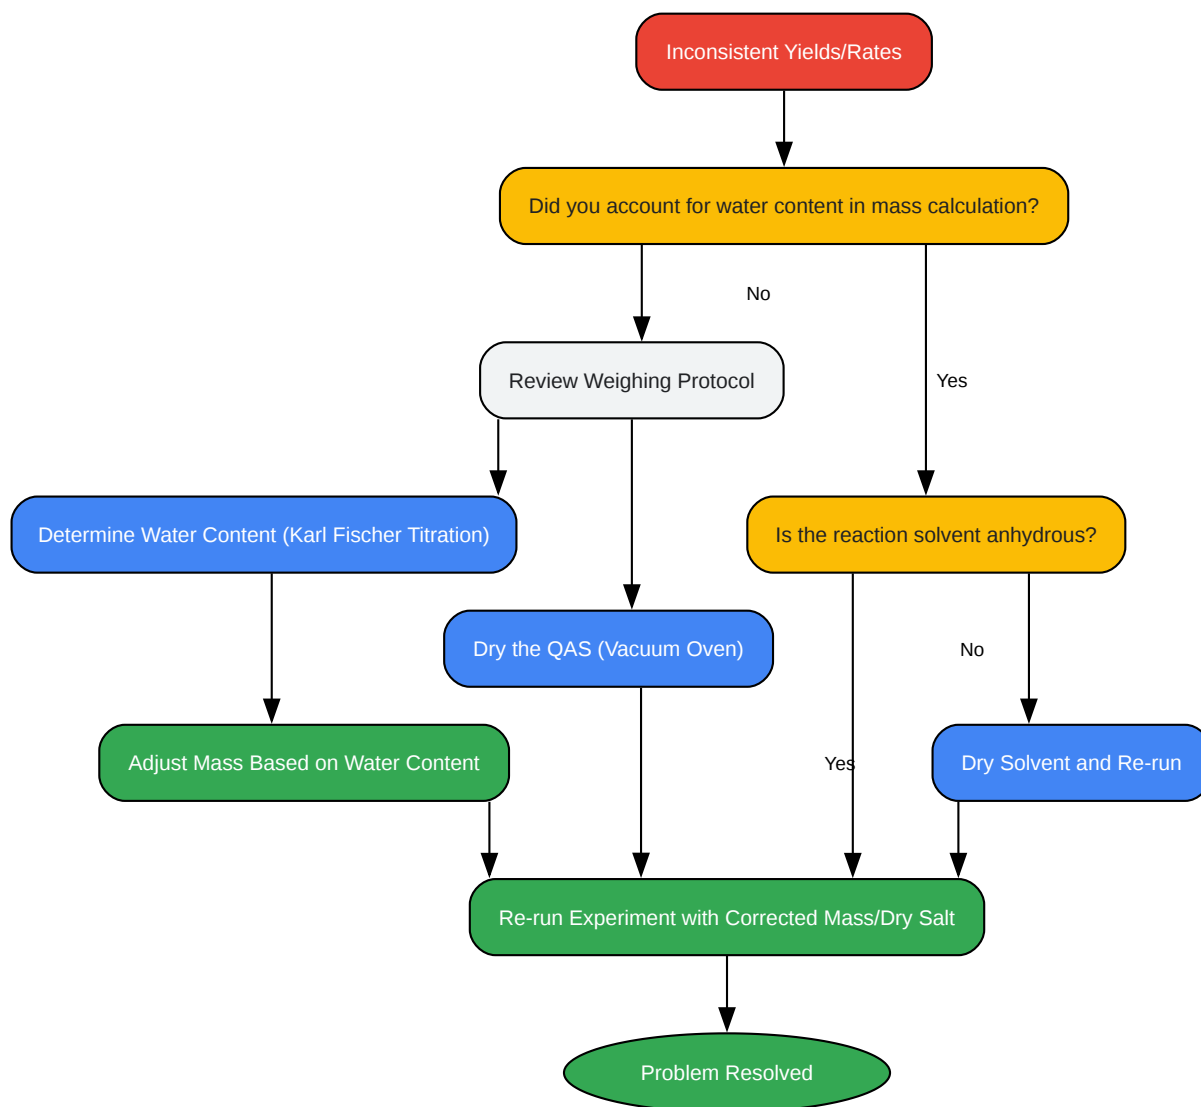 Inconsistent Yields/Rates
Did you account for water content in mass calculation?
No
Review Weighing Protocol
Yes
Determine Water Content (Karl Fischer Titration)
Is the reaction solvent anhydrous?
Dry the QAS (Vacuum Oven)
No
Adjust Mass Based on Water Content
Yes
Dry Solvent and Re-run
Re-run Experiment with Corrected Mass/Dry Salt
Problem Resolved